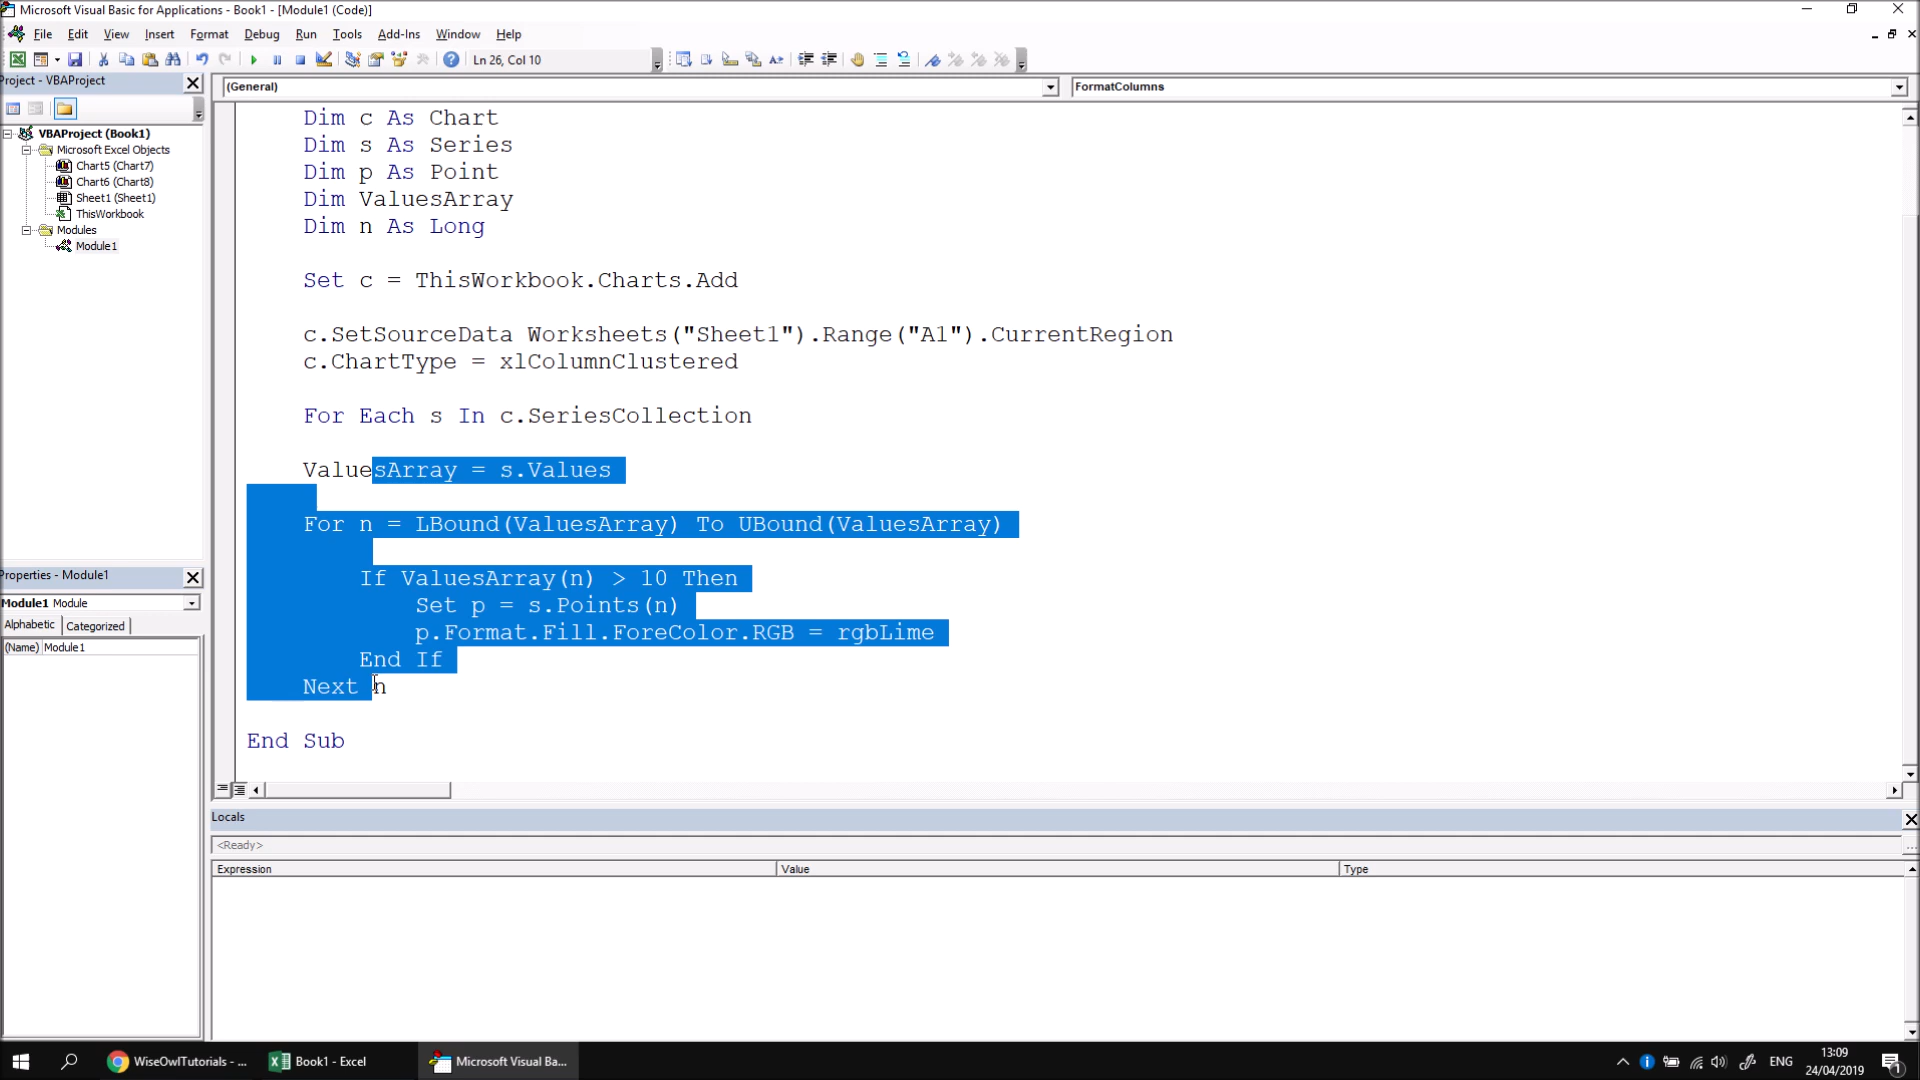 Microsoft Visual Basic for Applications - Book1 - [Module1 (Code)]
File Edit View Insert Format Debug Run Tools Add-Ins Window Help
Ln 26, Col 10
Project - VBAProject
(General)
FormatColumns
VBAProject (Book1)
Microsoft Excel Objects
Chart5 (Chart7)
Chart6 (Chart8)
Sheet1 (Sheet1)
ThisWorkbook
Modules
Module1
Dim c As Chart
Dim s As Series
Dim p As Point
Dim ValuesArray
Dim n As Long
Set c = ThisWorkbook.Charts.Add
c.SetSourceData Worksheets("Sheet1").Range("A1").CurrentRegion
c.ChartType = xlColumnClustered
For Each s In c.SeriesCollection
ValuesArray = s.Values
For n = LBound(ValuesArray) To UBound(ValuesArray)
If ValuesArray(n) > 10 Then
Set p = s.Points(n)
p.Format.Fill.ForeColor.RGB = rgbLime
End If
Next n
End Sub
Properties - Module1
Module1 Module
Alphabetic Categorized
(Name) Module1
Locals
<Ready>
Expression Value Type
WiseOwlTutorials - ...
Book1 - Excel
Microsoft Visual Ba...
ENG
13:09
24/04/2019
1